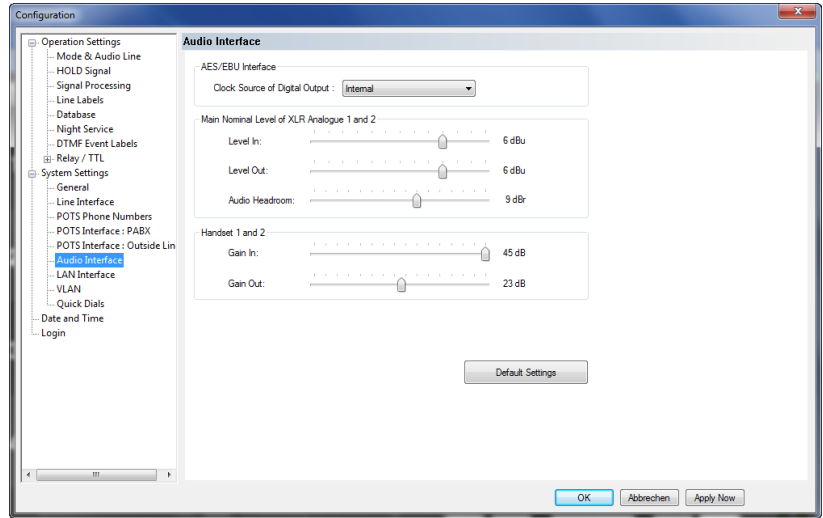 Configuration
Operation Settings
Mode & Audio Line
HOLD Signal
Signal Processing
Line Labels
Database
Night Service
DTMF Event Labels
Relay / TTL
System Settings
General
Line Interface
POTS Phone Numbers
POTS Interface : PABX
POTS Interface : Outside Lin
Audio Interface
LAN Interface
VLAN
Quick Dials
Date and Time
Login
Audio Interface
AES/EBU Interface
Clock Source of Digital Output : Internal
Main Nominal Level of XLR Analogue 1 and 2
Level In: 6 dBu
Level Out: 6 dBu
Audio Headroom: 9 dBr
Handset 1 and 2
Gain In: 45 dB
Gain Out: 23 dB
Default Settings
OK Abbrechen Apply Now